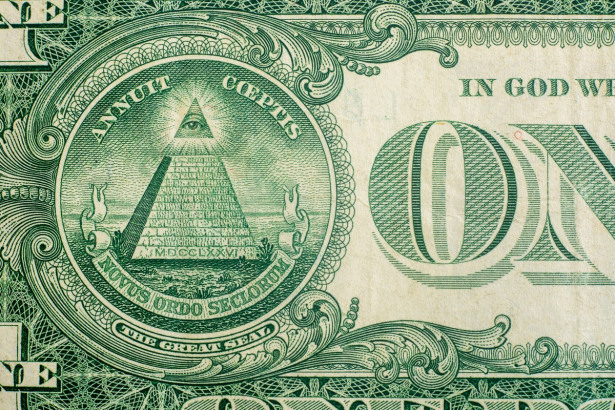 NE
ANNUIT CŒPTIS
IN GOD WE
ON
MDCCLXXVI
NOVUS ORDO SECLORUM
THE GREAT SEAL
NE